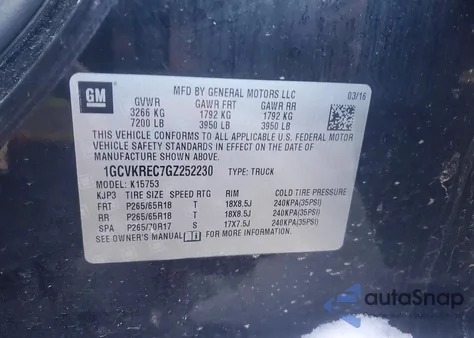 GM
MFD BY GENERAL MOTORS LLC 03/16
GVWR GAWR FRT GAWR RR
3266 KG 1792 KG 1792 KG
7200 LB 3950 LB 3950 LB
THIS VEHICLE CONFORMS TO ALL APPLICABLE U.S. FEDERAL MOTOR
VEHICLE SAFETY STANDARDS IN EFFECT ON THE DATE OF
MANUFACTURE SHOWN ABOVE.
1GCVKREC7GZ252230 TYPE: TRUCK
MODEL: K15753
KJP3 TIRE SIZE SPEED RTG RIM COLD TIRE PRESSURE
FRT P265/65R18 T 18X8.5J 240KPA(35PSI)
RR P265/65R18 T 18X8.5J 240KPA(35PSI)
SPA P265/70R17 S 17X7.5J 240KPA(35PSI)
SEE OWNER'S MANUAL FOR MORE INFORMATION.
autoSnap